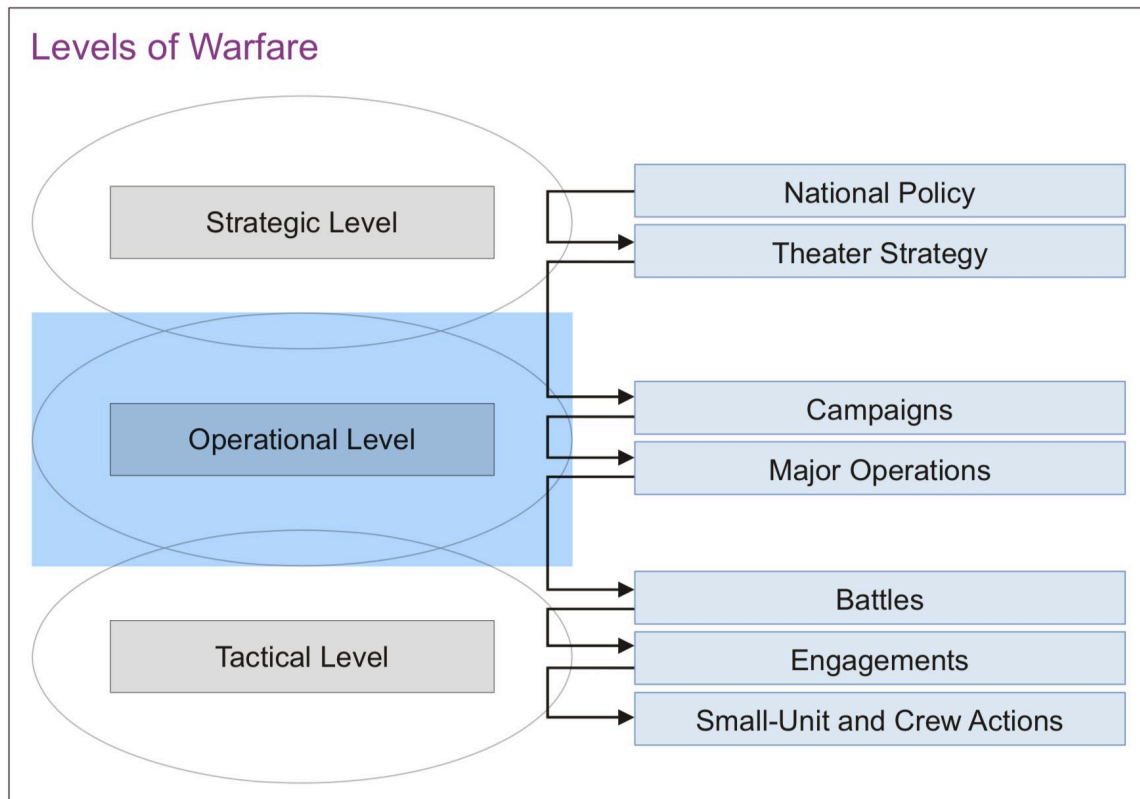 Levels of Warfare
Strategic Level
National Policy
Theater Strategy
Operational Level
Campaigns
Major Operations
Tactical Level
Battles
Engagements
Small-Unit and Crew Actions